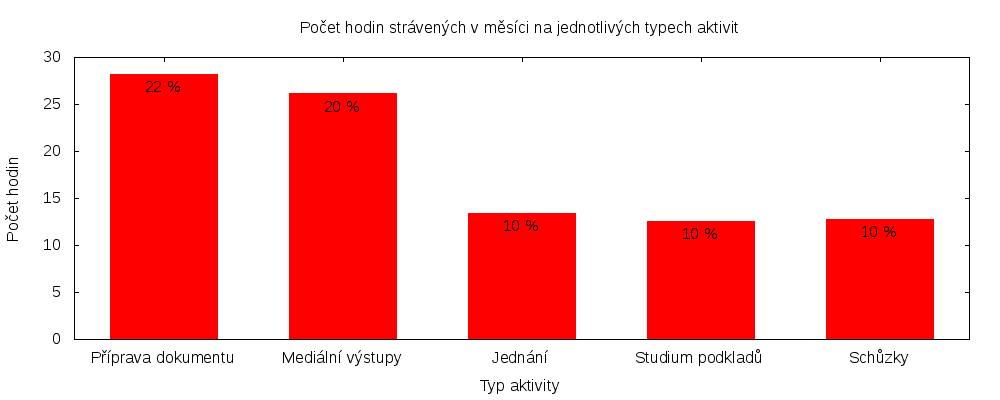 Počet hodin strávených v měsíci na jednotlivých typech aktivit
Počet hodin
30
25
20
15
10
5
0
22 %
20 %
10 %
10 %
10 %
Příprava dokumentu
Mediální výstupy
Jednání
Studium podkladů
Schůzky
Typ aktivity